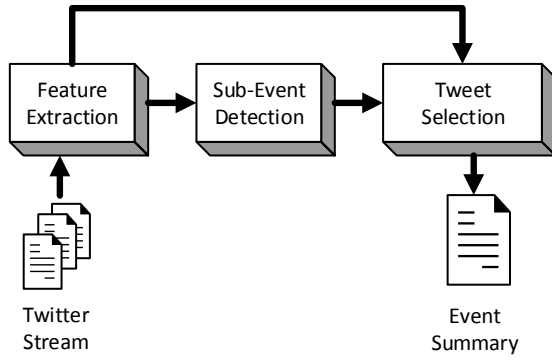 Feature
Extraction
Sub-Event
Detection
Tweet
Selection
Twitter
Stream
Event
Summary